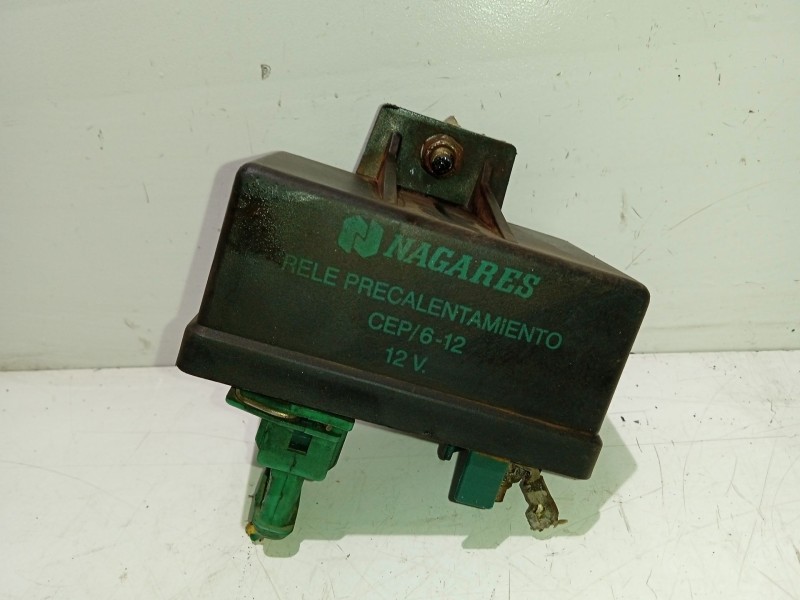 NAGARES
RELE PRECALENTAMIENTO
CEP/6-12
12 V.